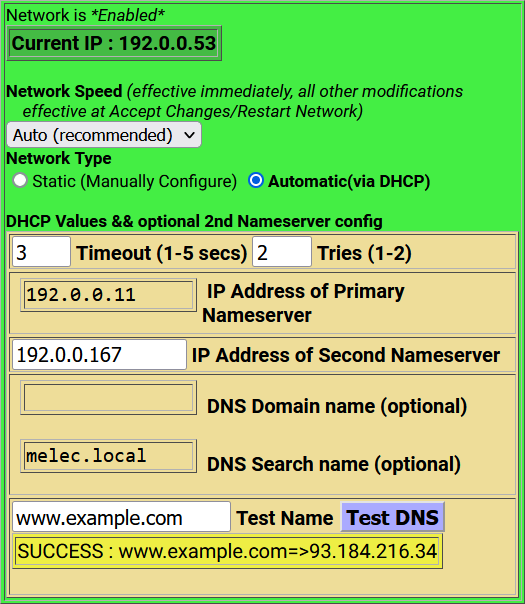 Network is *Enabled*
Current IP : 192.0.0.53
Network Speed (effective immediately, all other modifications
effective at Accept Changes/Restart Network)
Auto (recommended)
Network Type
Static (Manually Configure) Automatic(via DHCP)
DHCP Values && optional 2nd Nameserver config
3 Timeout (1-5 secs) 2 Tries (1-2)
192.0.0.11 IP Address of Primary
Nameserver
192.0.0.167 IP Address of Second Nameserver
DNS Domain name (optional)
melec.local DNS Search name (optional)
www.example.com Test Name Test DNS
SUCCESS : www.example.com=>93.184.216.34